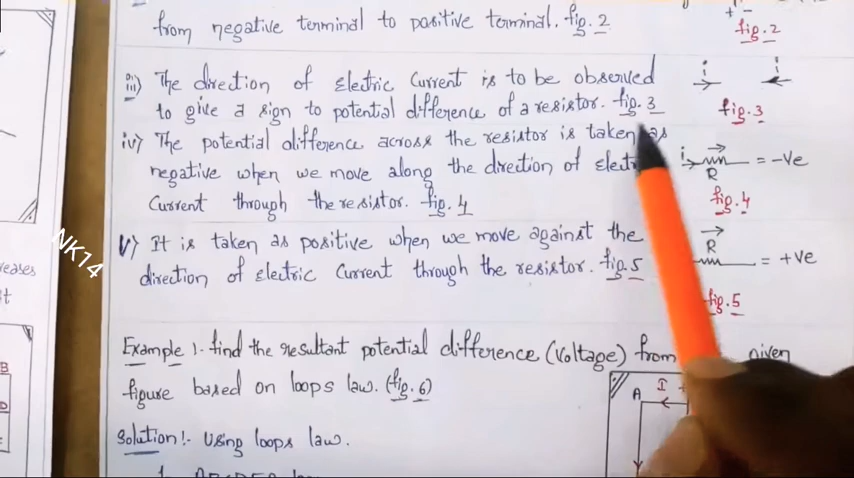 from negative terminal to positive terminal. fig. 2
+ -
fig. 2
iii) The direction of Electric Current is to be observed
to give a sign to potential difference of a resistor. fig. 3
i i
fig. 3
iv) The potential difference across the resistor is taken as
negative when we move along the direction of elect
Current through the resistor. fig. 4
i R = -Ve
fig. 4
v) It is taken as positive when we move against the
direction of electric Current through the resistor. fig. 5
R = +Ve
fig. 5
NK14
eases
t
B
D
Example 1. find the resultant potential difference (voltage) from given
figure based on loops law. (fig. 6)
A I +
Solution!- Using loops law.